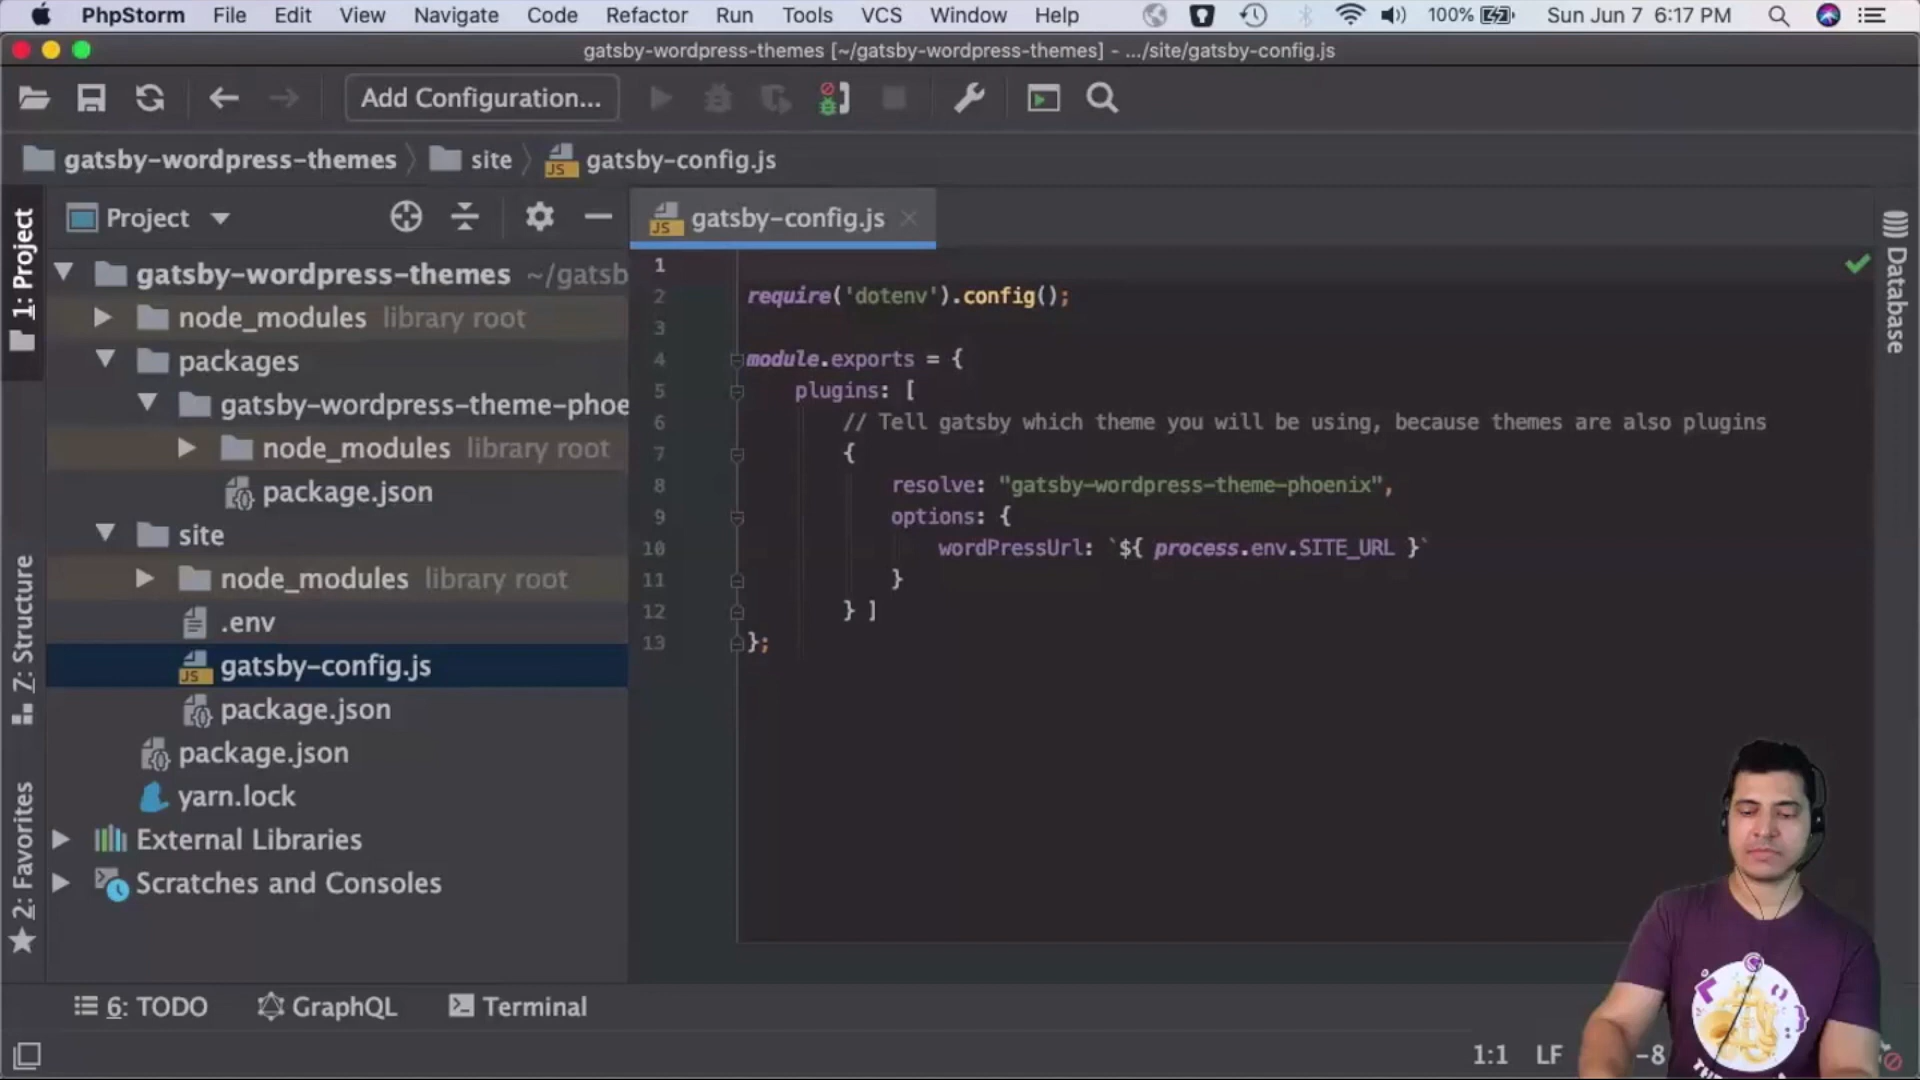 PhpStorm File Edit View Navigate Code Refactor Run Tools VCS Window Help 100% Sun Jun 7 6:17 PM
gatsby-wordpress-themes [~/gatsby-wordpress-themes] - .../site/gatsby-config.js
Add Configuration...
gatsby-wordpress-themes site gatsby-config.js
1: Project
Z: Structure
2: Favorites
Project
gatsby-wordpress-themes ~/gatsb
node_modules library root
packages
gatsby-wordpress-theme-phoe
node_modules library root
package.json
site
node_modules library root
.env
gatsby-config.js
package.json
package.json
yarn.lock
External Libraries
Scratches and Consoles
gatsby-config.js
1
2 require('dotenv').config();
3
4 module.exports = {
5 plugins: [
6 // Tell gatsby which theme you will be using, because themes are also plugins
7 {
8 resolve: "gatsby-wordpress-theme-phoenix",
9 options: {
10 wordPressUrl: `${ process.env.SITE_URL }`
11 }
12 } ]
13 };
Database
6: TODO GraphQL Terminal
1:1 LF -8